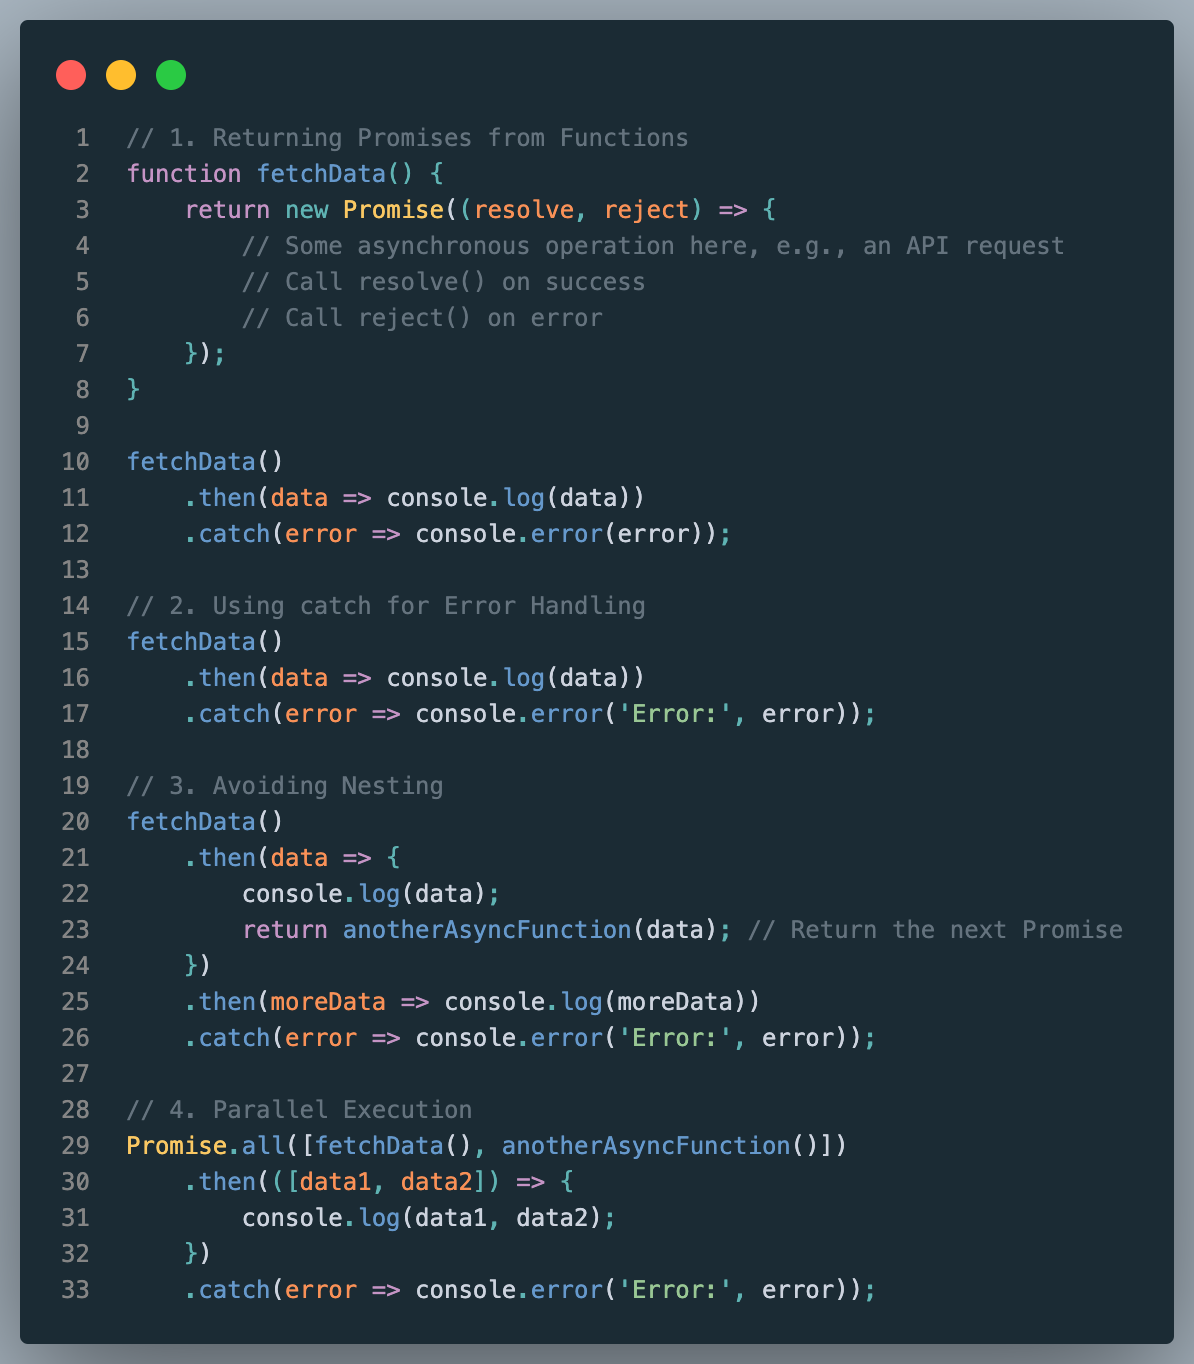 1 // 1. Returning Promises from Functions
2 function fetchData() {
3     return new Promise((resolve, reject) => {
4         // Some asynchronous operation here, e.g., an API request
5         // Call resolve() on success
6         // Call reject() on error
7     });
8 }
9
10 fetchData()
11     .then(data => console.log(data))
12     .catch(error => console.error(error));
13
14 // 2. Using catch for Error Handling
15 fetchData()
16     .then(data => console.log(data))
17     .catch(error => console.error('Error:', error));
18
19 // 3. Avoiding Nesting
20 fetchData()
21     .then(data => {
22         console.log(data);
23         return anotherAsyncFunction(data); // Return the next Promise
24     })
25     .then(moreData => console.log(moreData))
26     .catch(error => console.error('Error:', error));
27
28 // 4. Parallel Execution
29 Promise.all([fetchData(), anotherAsyncFunction()])
30     .then(([data1, data2]) => {
31         console.log(data1, data2);
32     })
33     .catch(error => console.error('Error:', error));